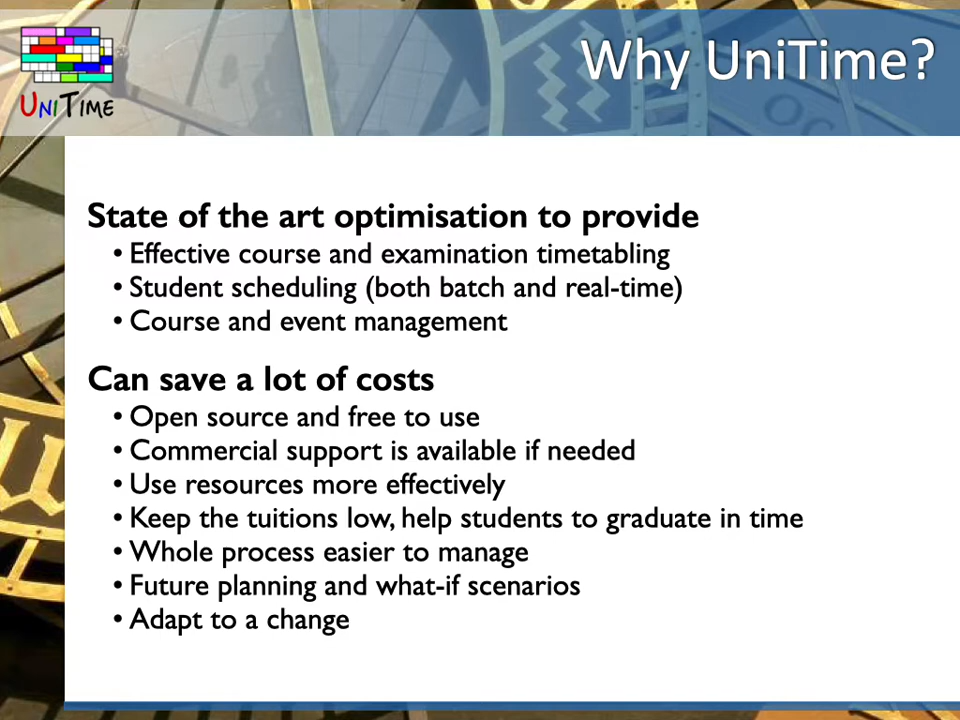 UniTime
Why UniTime?
State of the art optimisation to provide
• Effective course and examination timetabling
• Student scheduling (both batch and real-time)
• Course and event management
Can save a lot of costs
• Open source and free to use
• Commercial support is available if needed
• Use resources more effectively
• Keep the tuitions low, help students to graduate in time
• Whole process easier to manage
• Future planning and what-if scenarios
• Adapt to a change